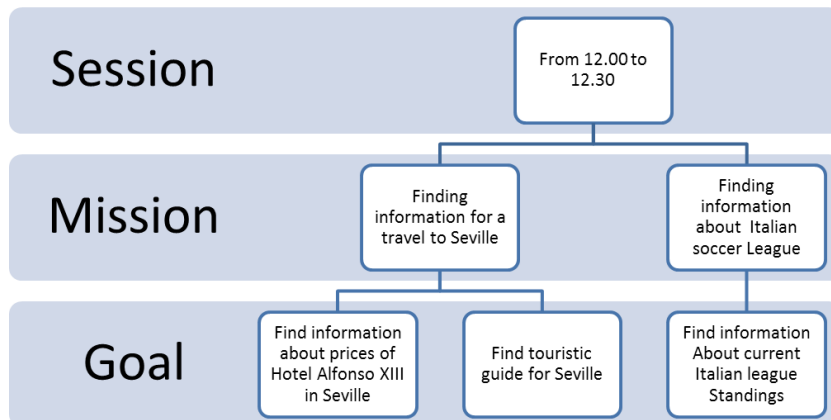 Session
From 12.00 to
12.30
Mission
Finding
information for a
travel to Seville
Finding
information
about Italian
soccer League
Goal
Find information
about prices of
Hotel Alfonso XIII
in Seville
Find touristic
guide for Seville
Find information
About current
Italian league
Standings